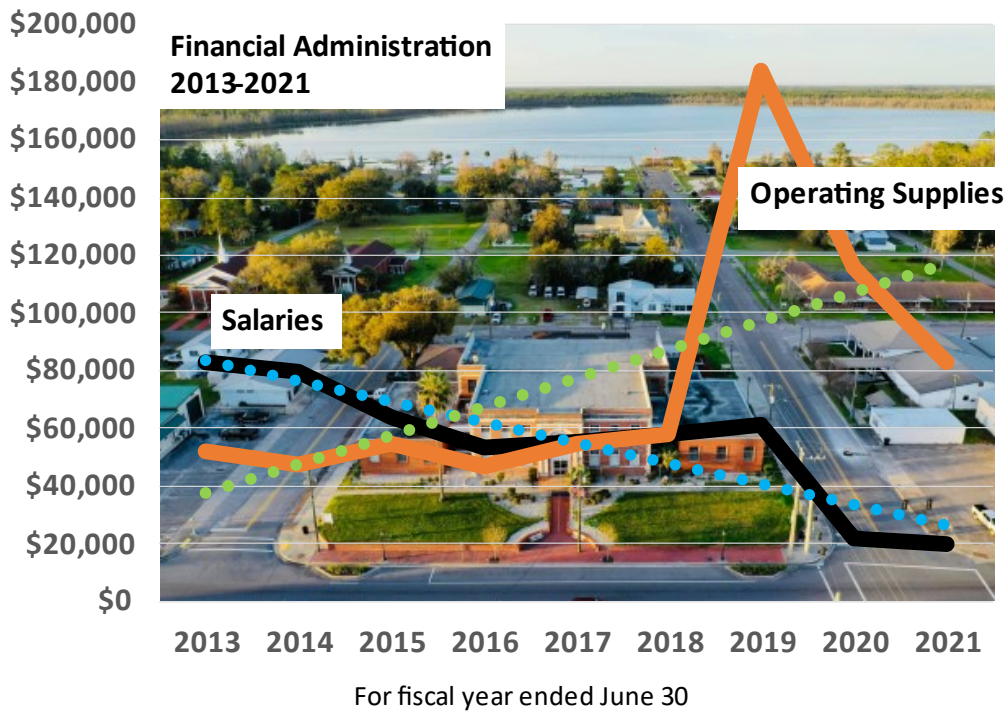 Financial Administration
2013-2021
$200,000
$180,000
$160,000
$140,000
$120,000
$100,000
$80,000
$60,000
$40,000
$20,000
$0
Operating Supplies
Salaries
2013 2014 2015 2016 2017 2018 2019 2020 2021
For fiscal year ended June 30